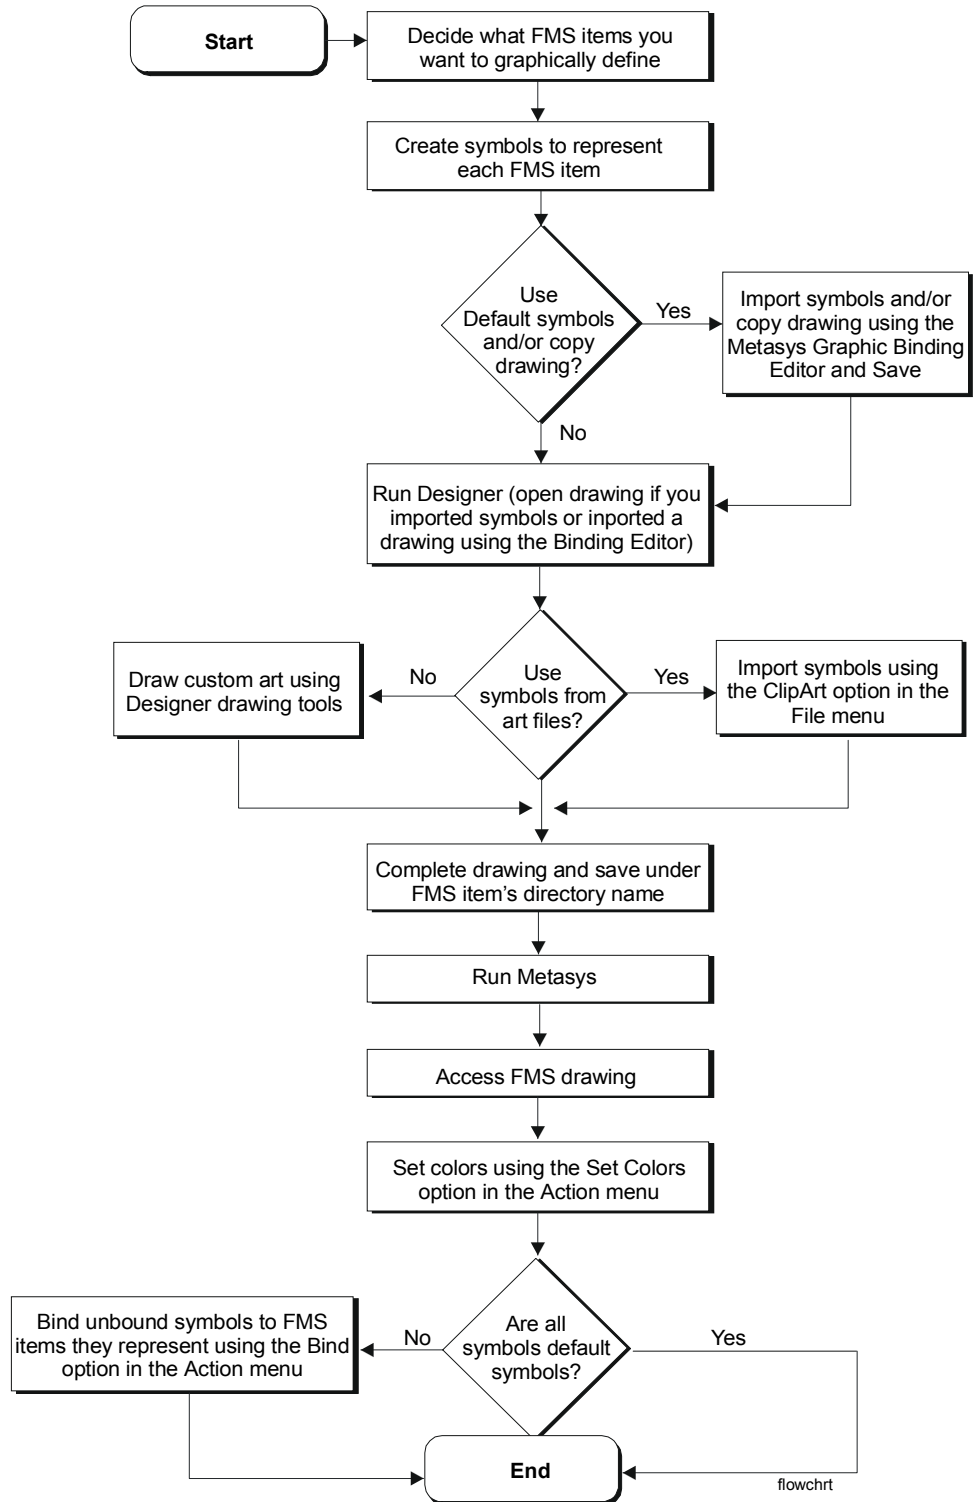 Start
Decide what FMS items you
want to graphically define
Create symbols to represent
each FMS item
Use
Default symbols
and/or copy
drawing?
Yes
Import symbols and/or
copy drawing using the
Metasys Graphic Binding
Editor and Save
No
Run Designer (open drawing if you
imported symbols or inported a
drawing using the Binding Editor)
Draw custom art using
Designer drawing tools
No
Use
symbols from
art files?
Yes
Import symbols using
the ClipArt option in the
File menu
Complete drawing and save under
FMS item's directory name
Run Metasys
Access FMS drawing
Set colors using the Set Colors
option in the Action menu
Bind unbound symbols to FMS
items they represent using the Bind
option in the Action menu
No
Are all
symbols default
symbols?
Yes
End
flowchrt